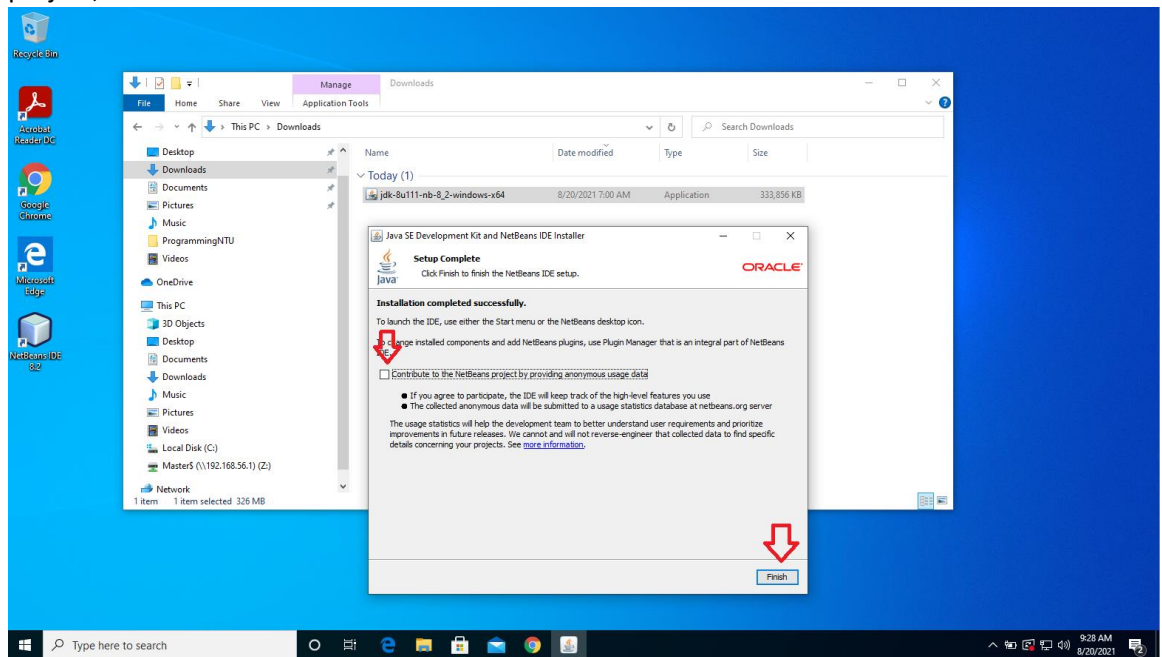 Recycle Bin
Acrobat
Reader DC
Google
Chrome
Microsoft
Edge
NetBeans IDE
8.2
Manage
Downloads
File
Home
Share
View
Application Tools
This PC > Downloads
Search Downloads
Desktop
Downloads
Documents
Pictures
Music
ProgrammingNTU
Videos
OneDrive
This PC
3D Objects
Desktop
Documents
Downloads
Music
Pictures
Videos
Local Disk (C:)
Master$ (\\192.168.56.1) (Z:)
Network
1 item 1 item selected 326 MB
Name Date modified Type Size
Today (1)
jdk-8u111-nb-8_2-windows-x64 8/20/2021 7:00 AM Application 333,856 KB
Java SE Development Kit and NetBeans IDE Installer
Java
Setup Complete
Click Finish to finish the NetBeans IDE setup.
ORACLE
Installation completed successfully.
To launch the IDE, use either the Start menu or the NetBeans desktop icon.
To change installed components and add NetBeans plugins, use Plugin Manager that is an integral part of NetBeans
IDE.
Contribute to the NetBeans project by providing anonymous usage data
● If you agree to participate, the IDE will keep track of the high-level features you use
● The collected anonymous data will be submitted to a usage statistics database at netbeans.org server
The usage statistics will help the development team to better understand user requirements and prioritize
improvements in future releases. We cannot and will not reverse-engineer that collected data to find specific
details concerning your projects. See more information.
Finish
Type here to search
9:28 AM
8/20/2021
2